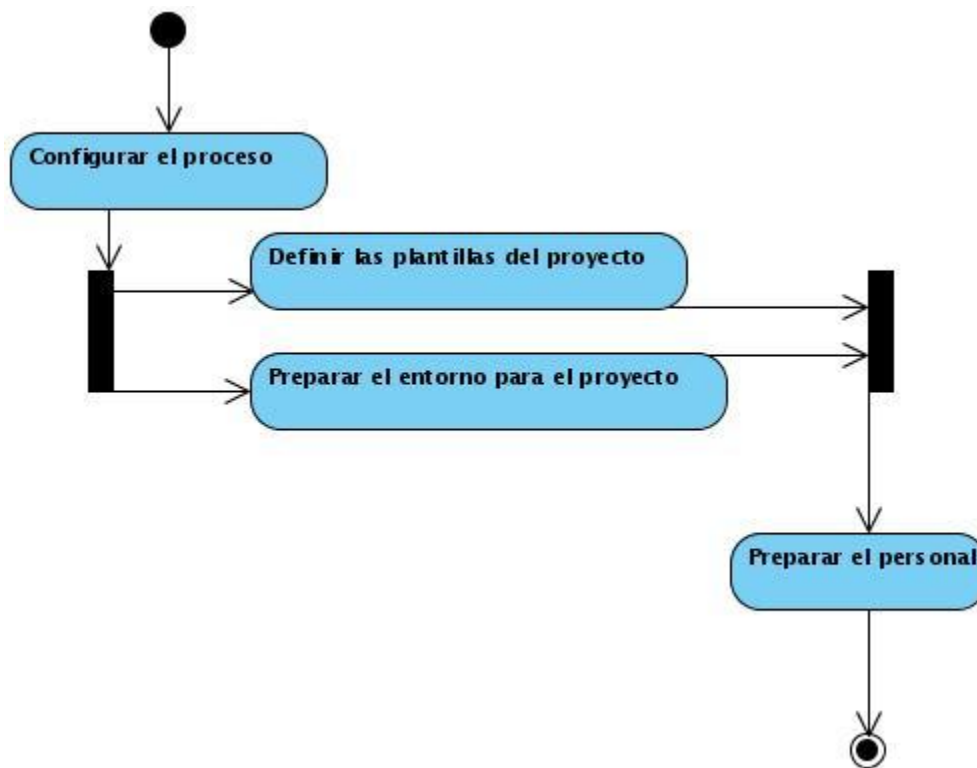 Configurar el proceso
Definir las plantillas del proyecto
Preparar el entorno para el proyecto
Preparar el personal